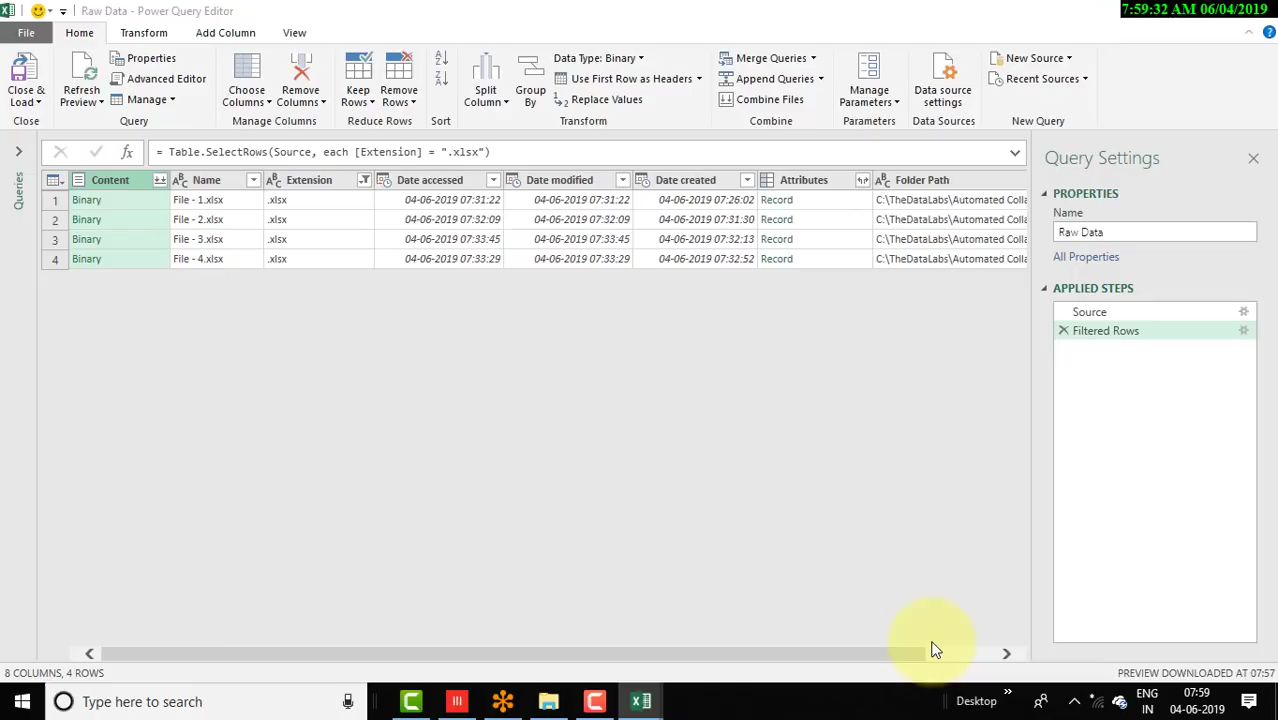 Raw Data - Power Query Editor
7:59:32 AM 06/04/2019
File Home Transform Add Column View
Close & Load
Refresh Preview
Properties
Advanced Editor
Manage
Choose Columns
Remove Columns
Keep Rows
Remove Rows
Split Column
Group By
Data Type: Binary
Use First Row as Headers
Replace Values
Merge Queries
Append Queries
Combine Files
Manage Parameters
Data source settings
New Source
Recent Sources
Close Query Manage Columns Reduce Rows Sort Transform Combine Parameters Data Sources New Query
= Table.SelectRows(Source, each [Extension] = ".xlsx")
Queries
Content Name Extension Date accessed Date modified Date created Attributes Folder Path
1 Binary File - 1.xlsx .xlsx 04-06-2019 07:31:22 04-06-2019 07:31:22 04-06-2019 07:26:02 Record C:\TheDataLabs\Automated Colla
2 Binary File - 2.xlsx .xlsx 04-06-2019 07:32:09 04-06-2019 07:32:09 04-06-2019 07:31:30 Record C:\TheDataLabs\Automated Colla
3 Binary File - 3.xlsx .xlsx 04-06-2019 07:33:45 04-06-2019 07:33:45 04-06-2019 07:32:13 Record C:\TheDataLabs\Automated Colla
4 Binary File - 4.xlsx .xlsx 04-06-2019 07:33:29 04-06-2019 07:33:29 04-06-2019 07:32:52 Record C:\TheDataLabs\Automated Colla
Query Settings
PROPERTIES
Name
Raw Data
All Properties
APPLIED STEPS
Source
Filtered Rows
8 COLUMNS, 4 ROWS
PREVIEW DOWNLOADED AT 07:57
Type here to search
Desktop
ENG
IN
07:59
04-06-2019